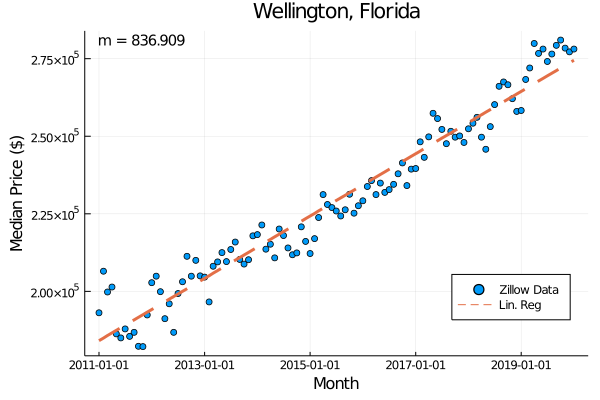 Wellington, Florida
m = 836.909
Median Price ($)
2.75×10⁵
2.50×10⁵
2.25×10⁵
2.00×10⁵
Zillow Data
Lin. Reg
2011-01-01 2013-01-01 2015-01-01 2017-01-01 2019-01-01
Month